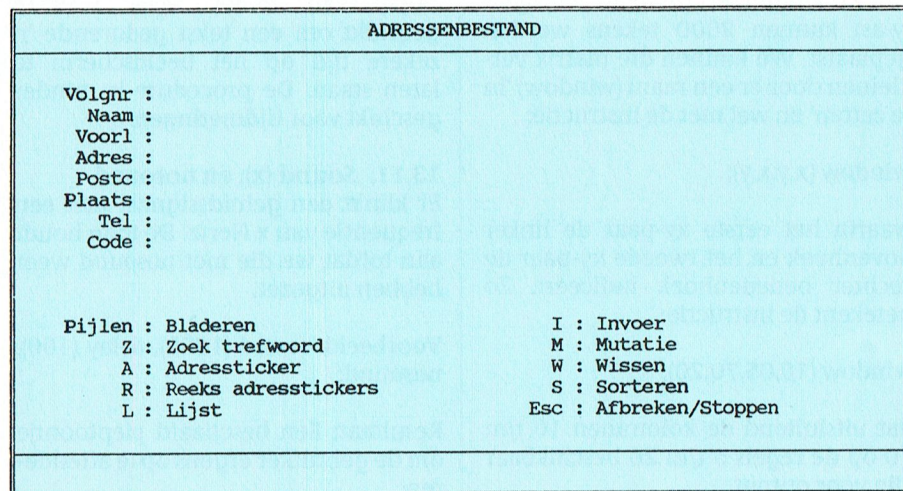 ADRESSENBESTAND
Volgnr :
Naam :
Voorl :
Adres :
Postc :
Plaats :
Tel :
Code :
Pijlen : Bladeren
Z : Zoek trefwoord
A : Adressticker
R : Reeks adresstickers
L : Lijst
I : Invoer
M : Mutatie
W : Wissen
S : Sorteren
Esc : Afbreken/Stoppen